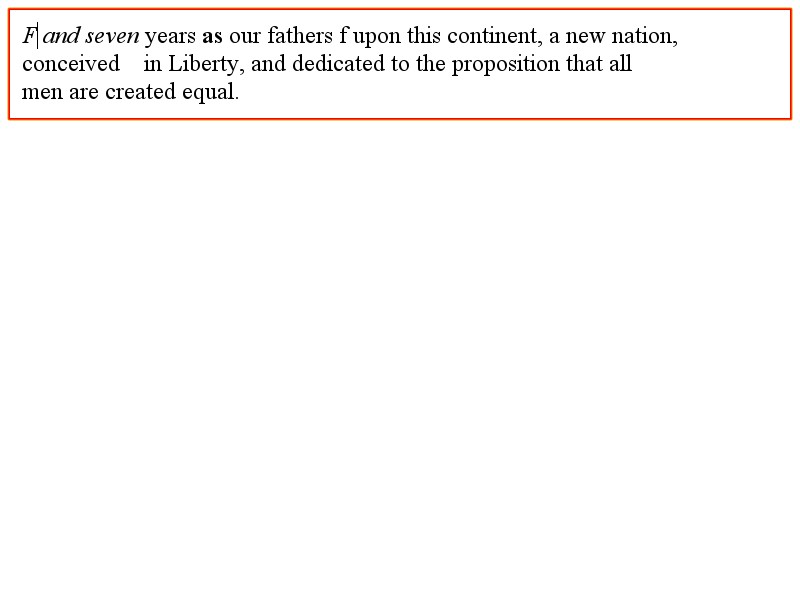 F and seven years as our fathers f upon this continent, a new nation,
conceived    in Liberty, and dedicated to the proposition that all
men are created equal.